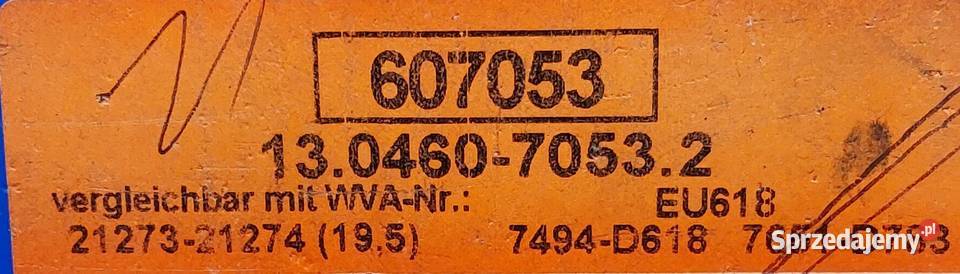 607053
13.0460-7053.2
vergleichbar mit WVA-Nr.: EU618
21273-21274 (19,5) 7494-D618
Sprzedajemy.pl